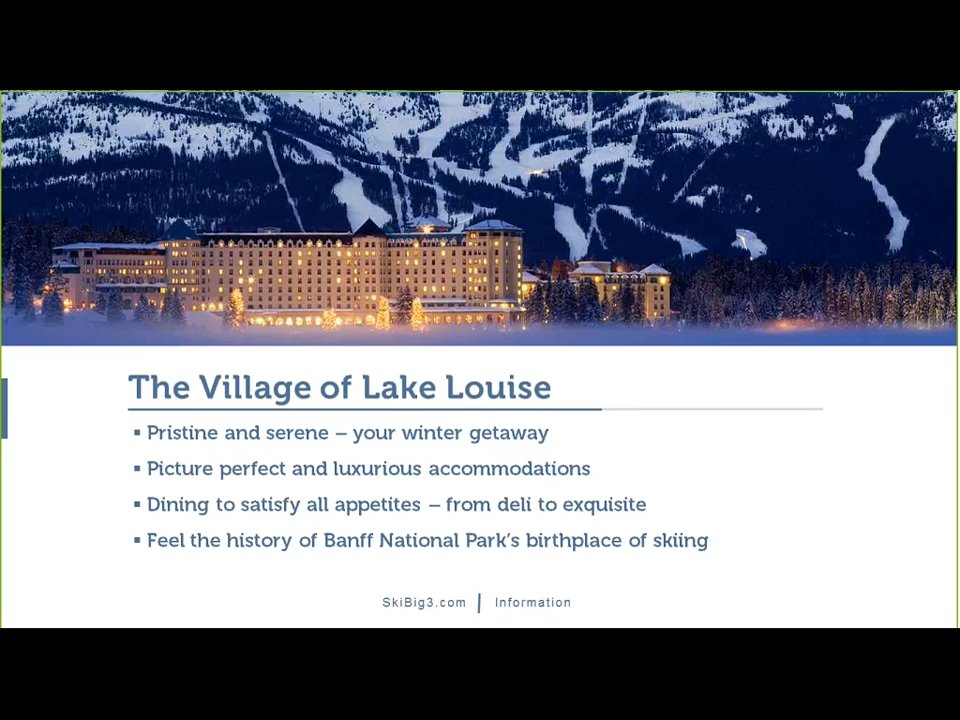 The Village of Lake Louise
▪ Pristine and serene – your winter getaway
▪ Picture perfect and luxurious accommodations
▪ Dining to satisfy all appetites – from deli to exquisite
▪ Feel the history of Banff National Park’s birthplace of skiing
SkiBig3.com | Information